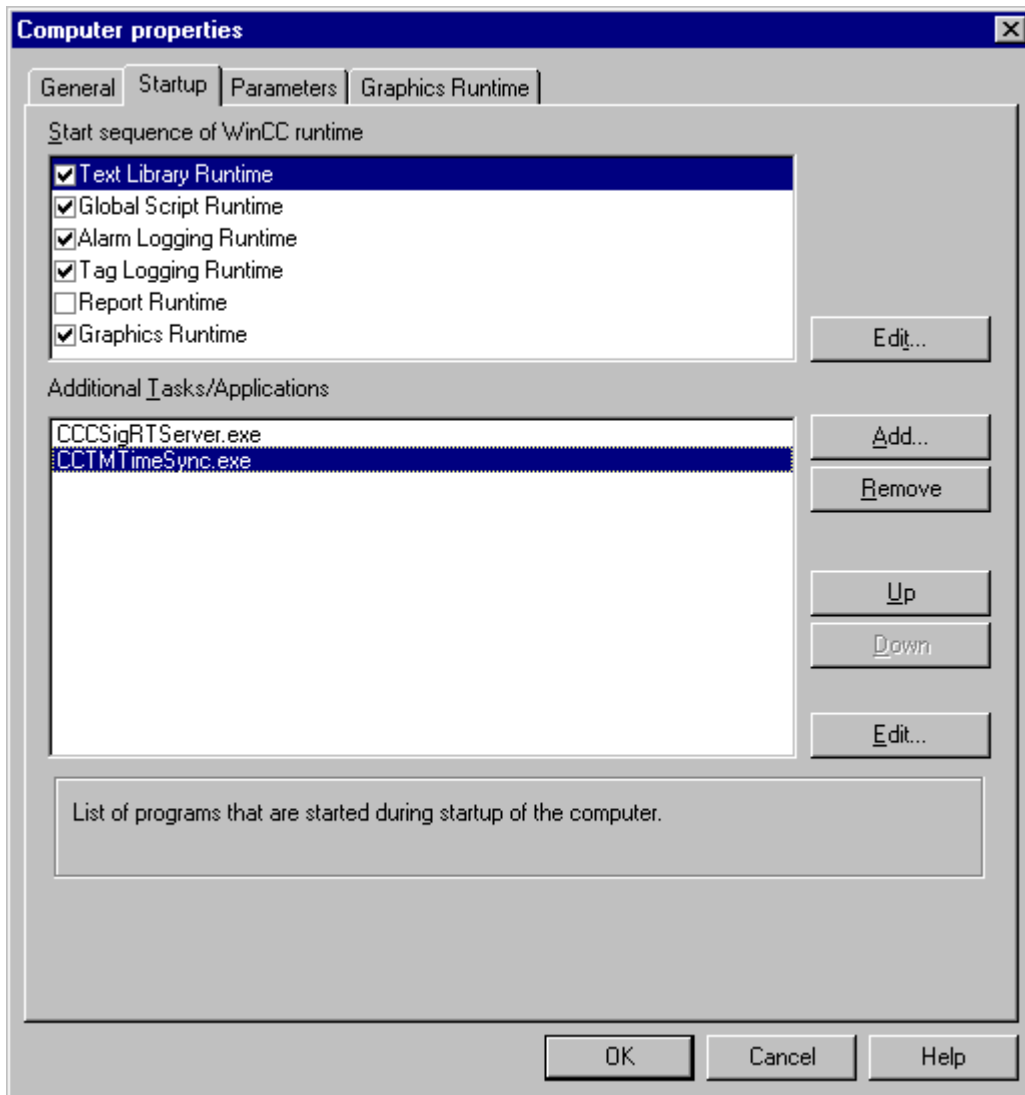 Computer properties
General Startup Parameters Graphics Runtime
Start sequence of WinCC runtime
Text Library Runtime
Global Script Runtime
Alarm Logging Runtime
Tag Logging Runtime
Report Runtime
Graphics Runtime
Edit...
Additional Tasks/Applications
CCCSigRTServer.exe
CCTMTimeSync.exe
Add...
Remove
Up
Down
Edit...
List of programs that are started during startup of the computer.
OK Cancel Help